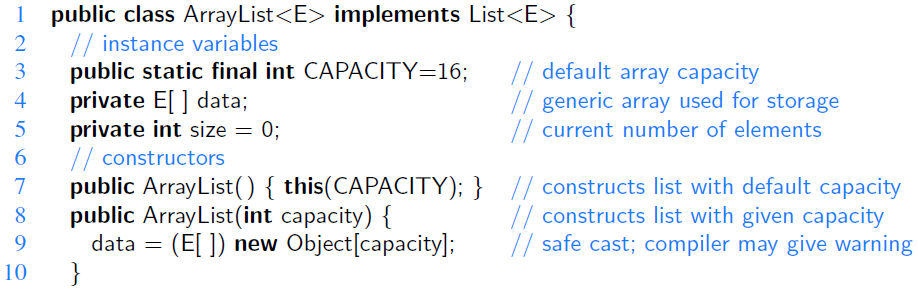 1 public class ArrayList<E> implements List<E> {
2 // instance variables
3 public static final int CAPACITY=16; // default array capacity
4 private E[ ] data; // generic array used for storage
5 private int size = 0; // current number of elements
6 // constructors
7 public ArrayList( ) { this(CAPACITY); } // constructs list with default capacity
8 public ArrayList(int capacity) { // constructs list with given capacity
9 data = (E[ ]) new Object[capacity]; // safe cast; compiler may give warning
10 }